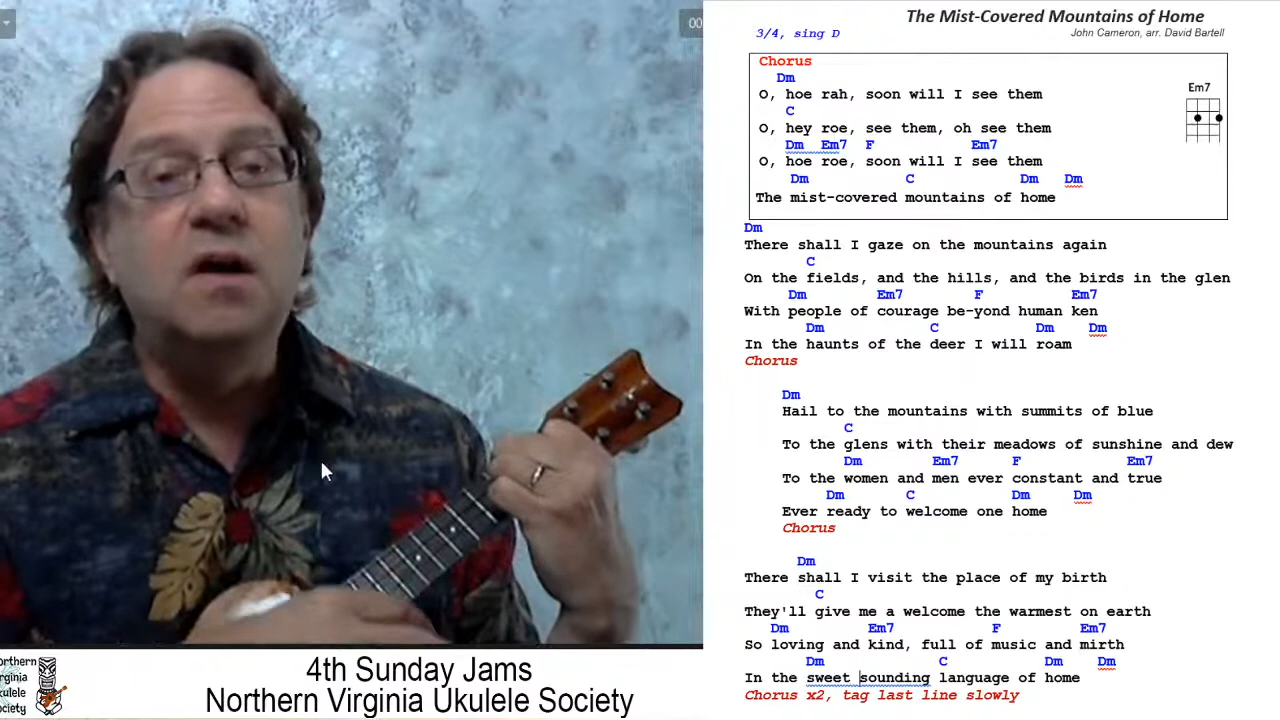 00
The Mist-Covered Mountains of Home
3/4, sing D
John Cameron, arr. David Bartell
Chorus
Dm
O, hoe rah, soon will I see them
C
O, hey roe, see them, oh see them
Dm Em7 F Em7
O, hoe roe, soon will I see them
Dm C Dm Dm
The mist-covered mountains of home
Em7
Dm
There shall I gaze on the mountains again
C
On the fields, and the hills, and the birds in the glen
Dm Em7 F Em7
With people of courage be-yond human ken
Dm C Dm Dm
In the haunts of the deer I will roam
Chorus
Dm
Hail to the mountains with summits of blue
C
To the glens with their meadows of sunshine and dew
Dm Em7 F Em7
To the women and men ever constant and true
Dm C Dm Dm
Ever ready to welcome one home
Chorus
Dm
There shall I visit the place of my birth
C
They'll give me a welcome the warmest on earth
Dm Em7 F Em7
So loving and kind, full of music and mirth
Dm C Dm Dm
In the sweet sounding language of home
Chorus x2, tag last line slowly
4th Sunday Jams
Northern Virginia Ukulele Society
orthern
irginia
kulele
ociety